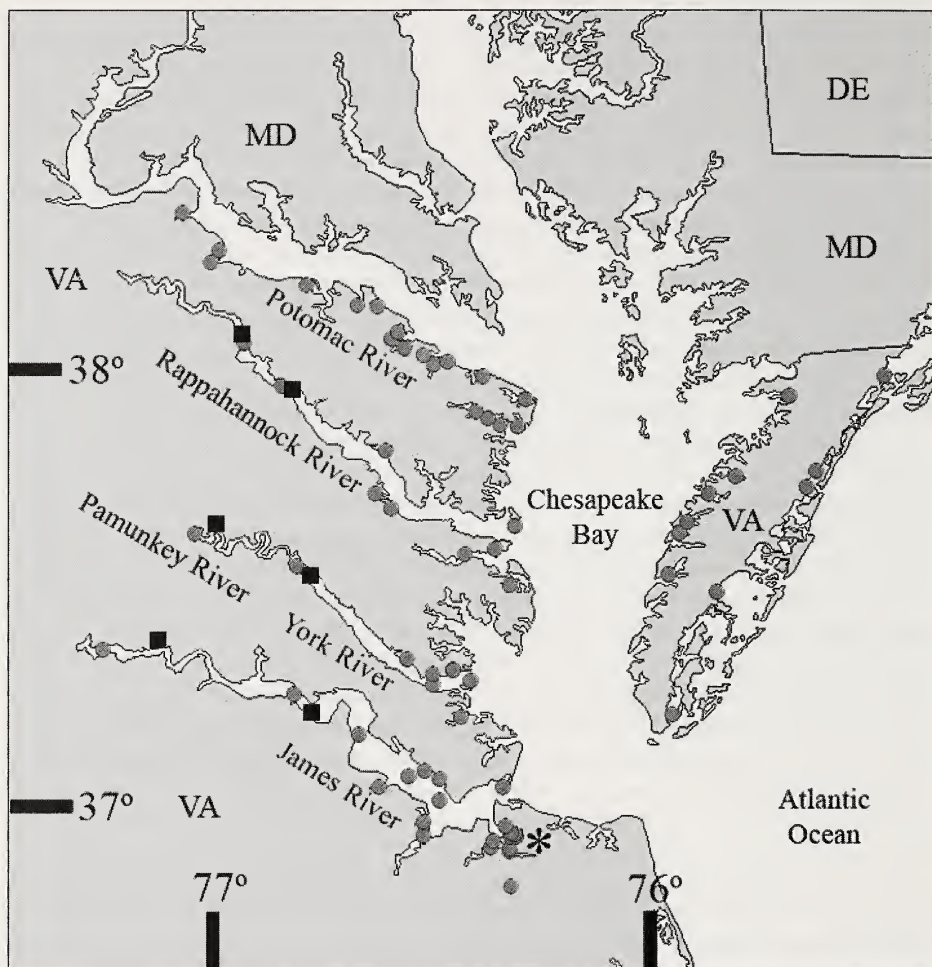 DE
MD
MD
VA
Potomac River
38°
Rappahannock River
Chesapeake
Bay
VA
Pamunkey River
York River
James River
37°
VA
Atlantic
Ocean
*
77°
76°